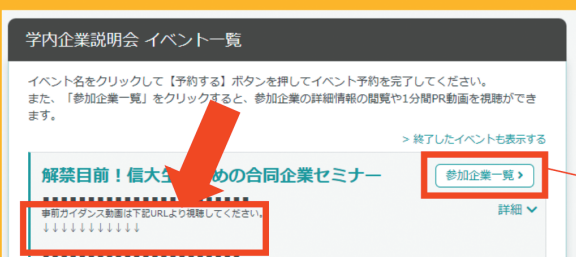 学内企業説明会 イベント一覧
イベント名をクリックして【予約する】ボタンを押してイベント予約を完了してください。
また、「参加企業一覧」をクリックすると、参加企業の詳細情報の閲覧や1分間PR動画を視聴ができ
ます。
> 終了したイベントも表示する
解禁目前！信大生 めの合同企業セミナー
参加企業一覧 >
■■■■■■■■■■■■■■■■■■■■■■■
事前ガイダンス動画は下記URLより視聴してください。
詳細
↓↓↓↓↓↓↓↓↓↓↓